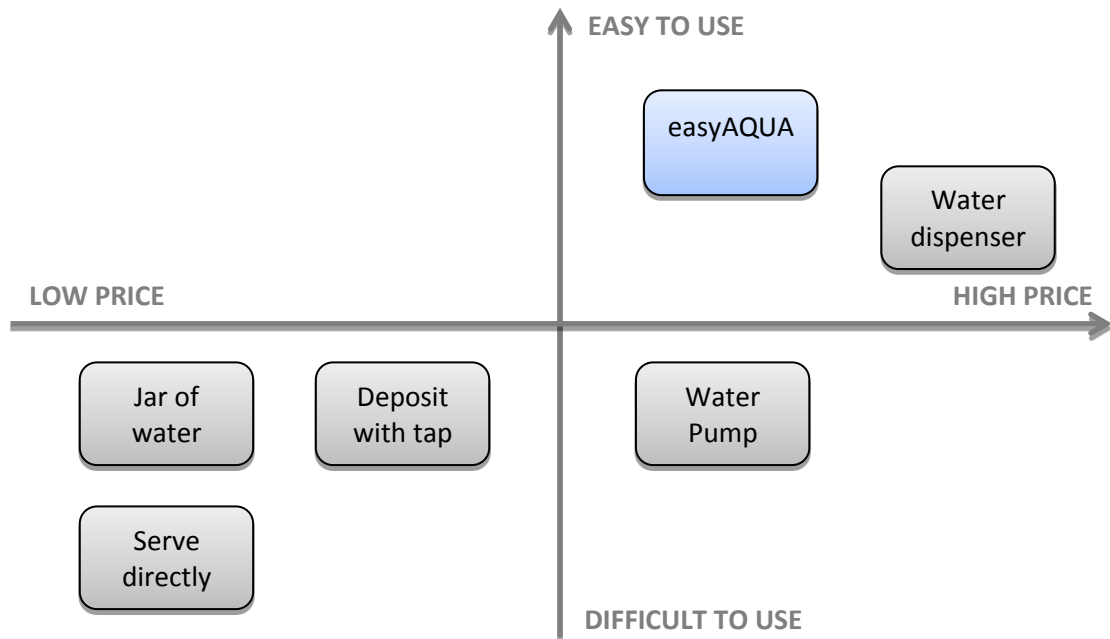 EASY TO USE
easyAQUA
Water
dispenser
LOW PRICE
HIGH PRICE
Jar of
water
Deposit
with tap
Water
Pump
Serve
directly
DIFFICULT TO USE